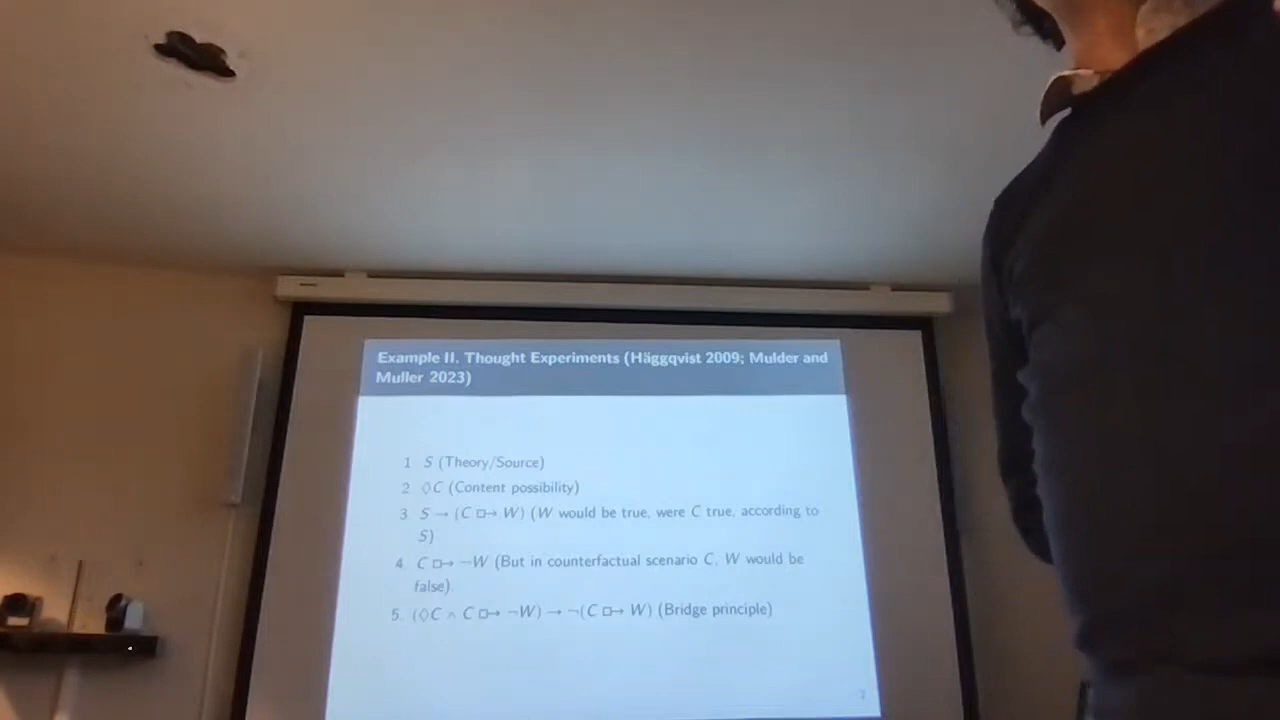 Example II. Thought Experiments (Häggqvist 2009; Mulder and
Muller 2023)
1 S (Theory/Source)
2 ◊C (Content possibility)
3 S → (C □→ W) (W would be true, were C true, according to
S)
4. C □→ ¬W (But in counterfactual scenario C, W would be
false).
5. (◊C ∧ C □→ ¬W) → ¬(C □→ W) (Bridge principle)